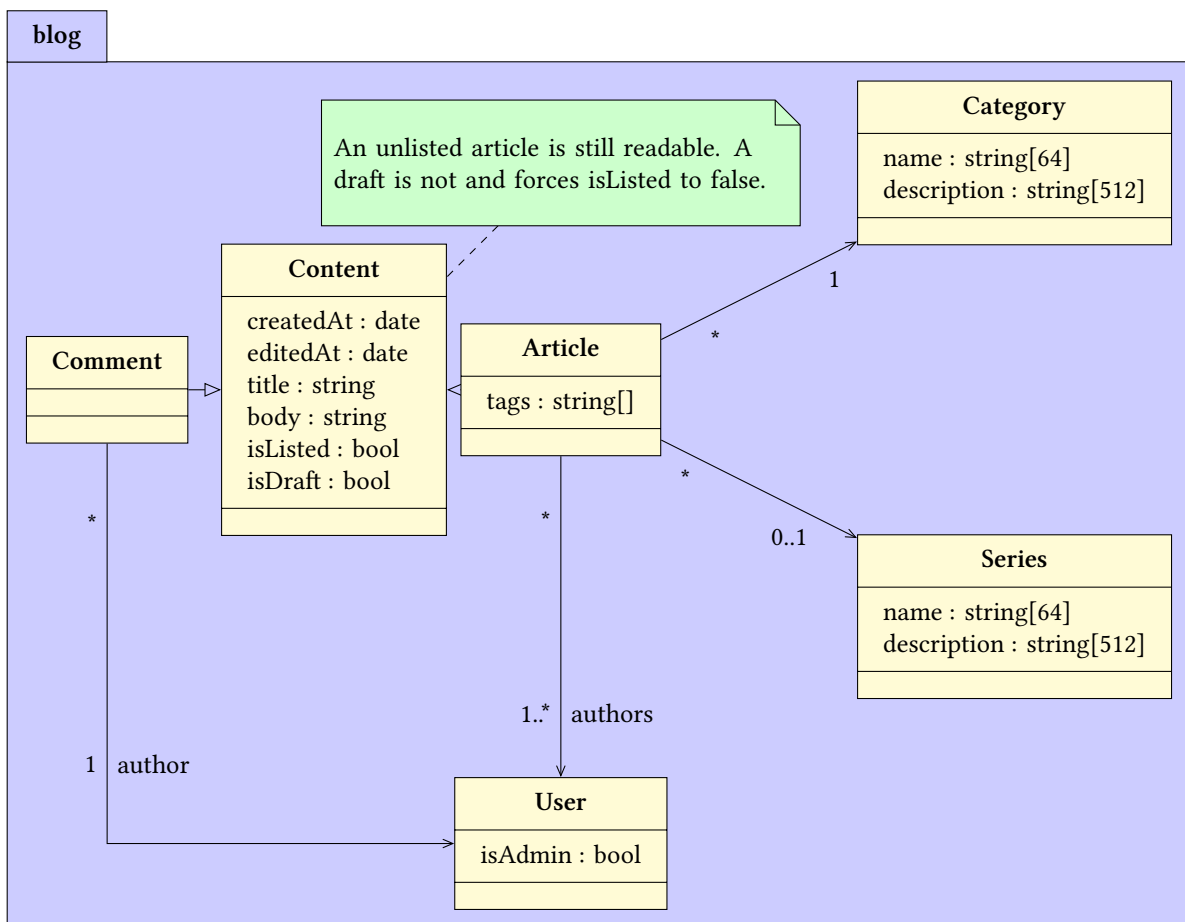 blog
An unlisted article is still readable. A
draft is not and forces isListed to false.
Category
name : string[64]
description : string[512]
Content
createdAt : date
editedAt : date
title : string
body : string
isListed : bool
isDraft : bool
Comment
Article
tags : string[]
1
*
*
0..1
*
*
Series
name : string[64]
description : string[512]
1..* authors
1 author
User
isAdmin : bool